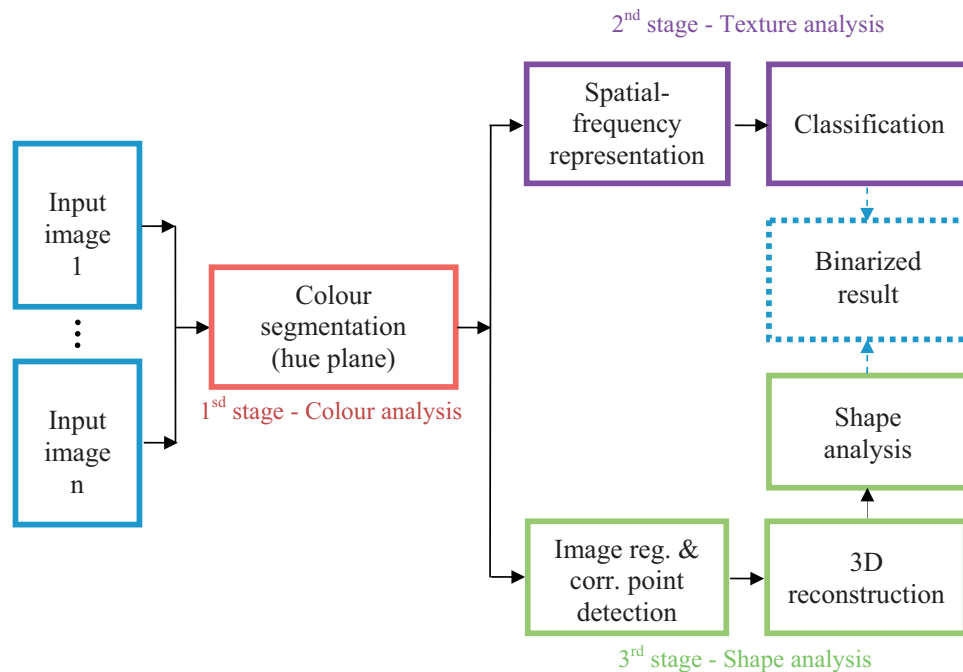 2nd stage - Texture analysis
Spatial-
frequency
representation
Classification
Input
image
1
Binarized
result
Colour
segmentation
(hue plane)
1sd stage - Colour analysis
Input
image
n
Shape
analysis
Image reg. &
corr. point
detection
3D
reconstruction
3rd stage - Shape analysis